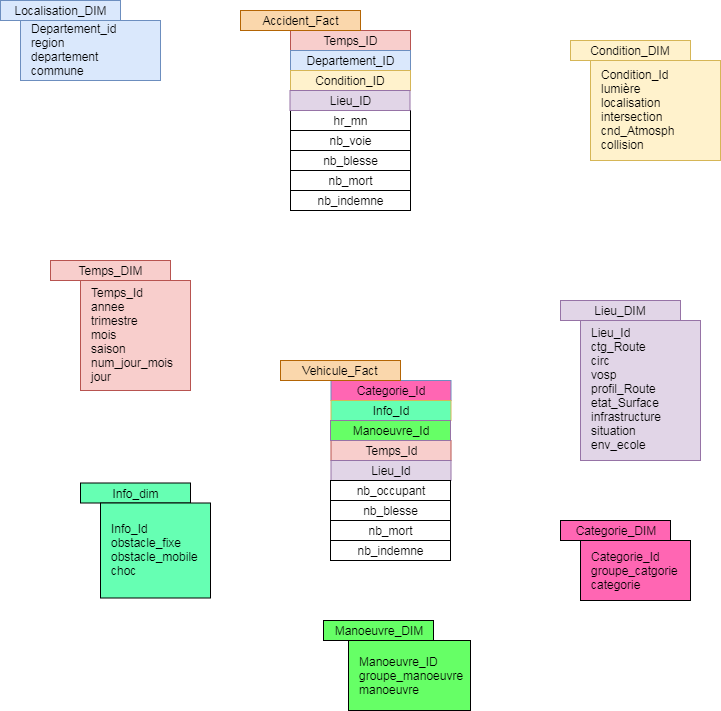 Localisation_DIM
Departement_id
region
departement
commune
Accident_Fact
Temps_ID
Departement_ID
Condition_ID
Lieu_ID
hr_mn
nb_voie
nb_blesse
nb_mort
nb_indemne
Condition_DIM
Condition_Id
lumière
localisation
intersection
cnd_Atmosph
collision
Temps_DIM
Temps_Id
annee
trimestre
mois
saison
num_jour_mois
jour
Lieu_DIM
Lieu_Id
ctg_Route
circ
vosp
profil_Route
etat_Surface
infrastructure
situation
env_ecole
Vehicule_Fact
Categorie_Id
Info_Id
Manoeuvre_Id
Temps_Id
Lieu_Id
nb_occupant
nb_blesse
nb_mort
nb_indemne
Info_dim
Info_Id
obstacle_fixe
obstacle_mobile
choc
Categorie_DIM
Categorie_Id
groupe_catgorie
categorie
Manoeuvre_DIM
Manoeuvre_ID
groupe_manoeuvre
manoeuvre